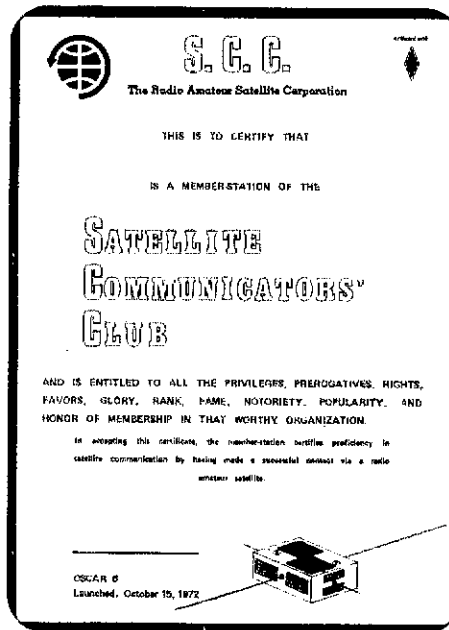 S. C. C.
The Radio Amateur Satellite Corporation
THIS IS TO CERTIFY THAT
IS A MEMBER-STATION OF THE
SATELLITE
COMMUNICATORS'
CLUB
AND IS ENTITLED TO ALL THE PRIVILEGES, PREROGATIVES, RIGHTS,
FAVORS, GLORY, RANK, FAME, NOTORIETY, POPULARITY, AND
HONOR OF MEMBERSHIP IN THAT WORTHY ORGANIZATION.
In accepting this certificate, the member-station certifies proficiency in
satellite communication by having made a successful contact via a radio
amateur satellite.
OSCAR 6
Launched, October 15, 1972